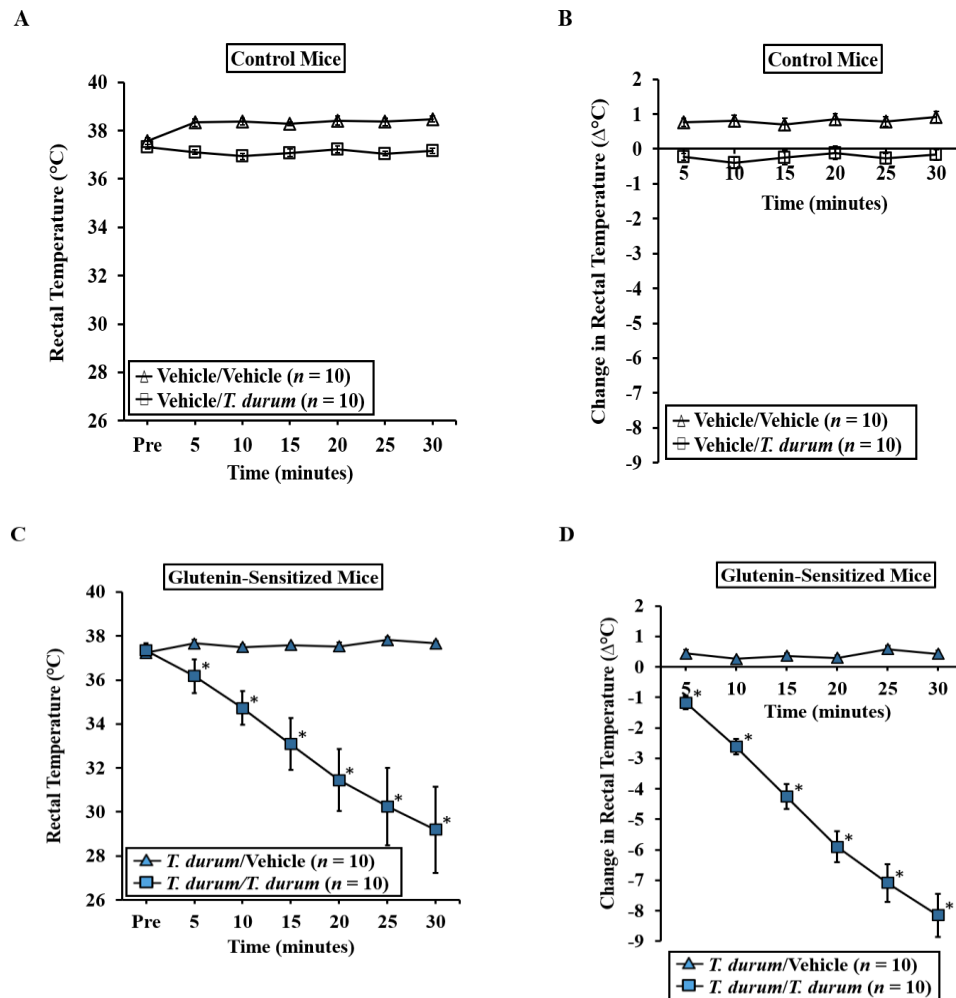 A
Control Mice
Rectal Temperature (°C)
40
38
36
34
32
30
28
26
Vehicle/Vehicle (n = 10)
Vehicle/T. durum (n = 10)
Pre 5 10 15 20 25 30
Time (minutes)
B
Control Mice
Change in Rectal Temperature (Δ°C)
2
1
0
-1
-2
-3
-4
-5
-6
-7
-8
-9
5 10 15 20 25 30
Time (minutes)
Vehicle/Vehicle (n = 10)
Vehicle/T. durum (n = 10)
C
Glutenin-Sensitized Mice
Rectal Temperature (°C)
40
38
36
34
32
30
28
26
* * * * * *
T. durum/Vehicle (n = 10)
T. durum/T. durum (n = 10)
Pre 5 10 15 20 25 30
Time (minutes)
D
Glutenin-Sensitized Mice
Change in Rectal Temperature (Δ°C)
2
1
0
-1
-2
-3
-4
-5
-6
-7
-8
-9
5 10 15 20 25 30
Time (minutes)
* * * * * *
T. durum/Vehicle (n = 10)
T. durum/T. durum (n = 10)